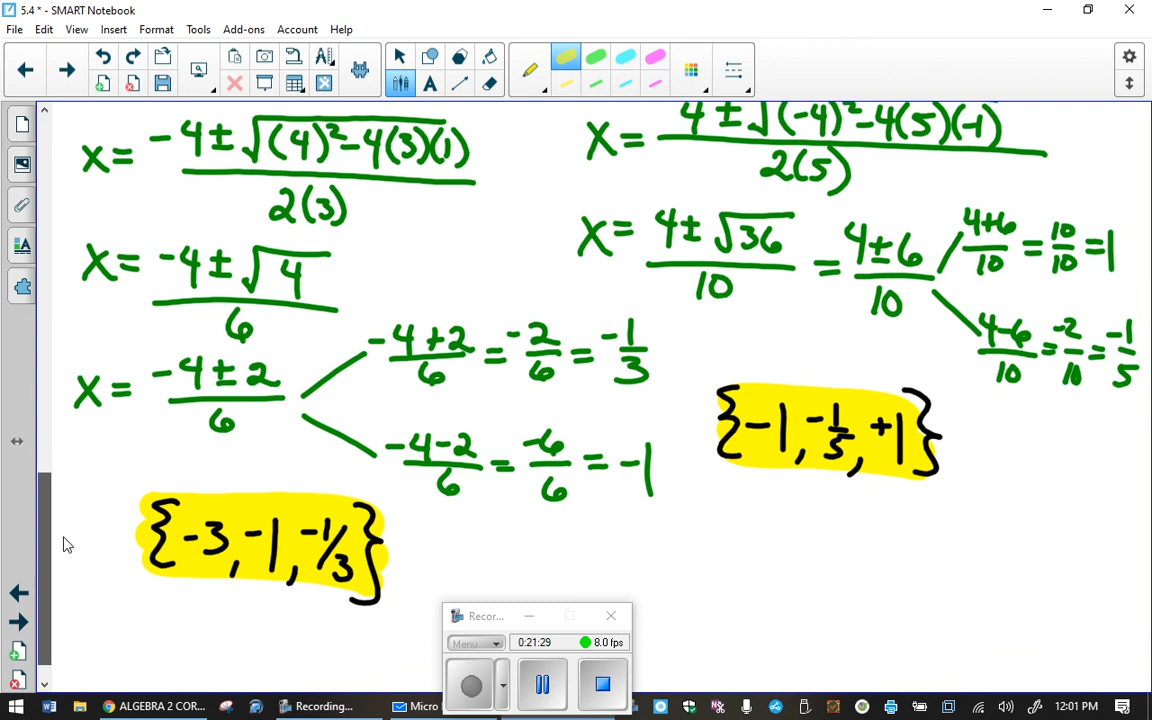 5.4 * - SMART Notebook
File Edit View Insert Format Tools Add-ons Account Help
x= -4± √(4)²-4(3)(1)
2(3)
x= -4± √4
6
x= -4±2
6
-4+2 = -2 = -1
6 6 3
-4-2 = -6 = -1
6 6
{-3, -1, -1/3}
x= 4± √(-4)²-4(5)(-1)
2(5)
x= 4± √36 = 4±6
10 10
4+6 = 10 = 1
10 10
4-6 = -2 = -1
10 10 5
{-1, -1/5, +1}
Recor...
Menu 0:21:29 8.0 fps
ALGEBRA 2 COR... Recording... Micro 12:01 PM